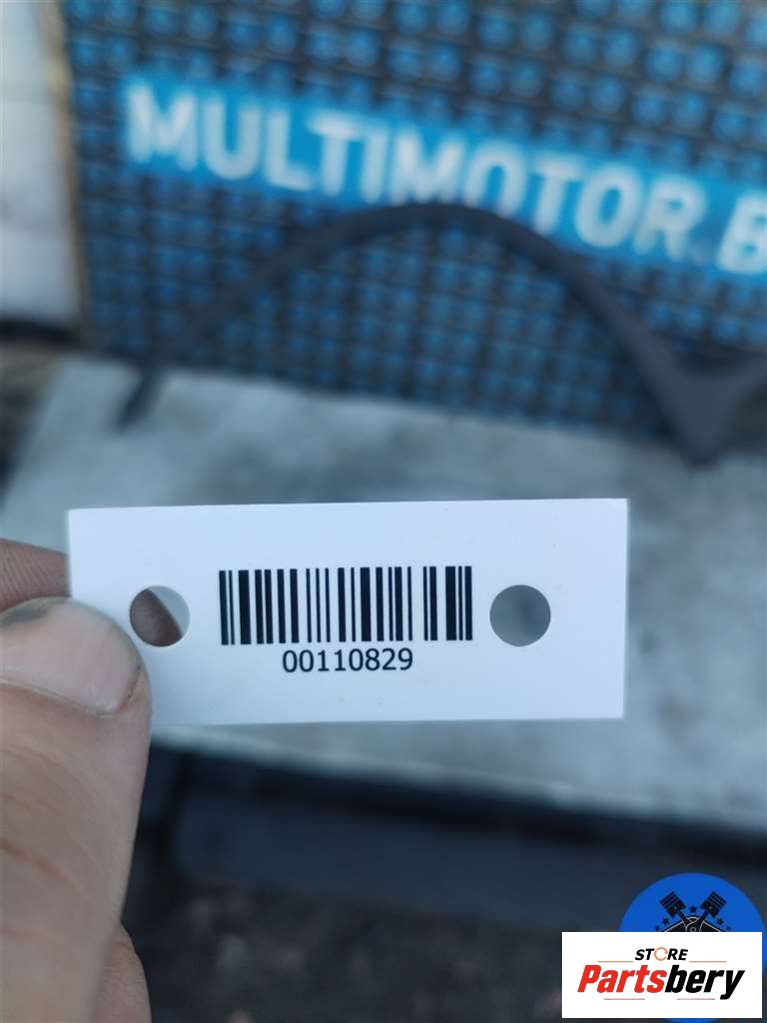 MULTIMOTOR.B
00110829
STORE
Partsbery